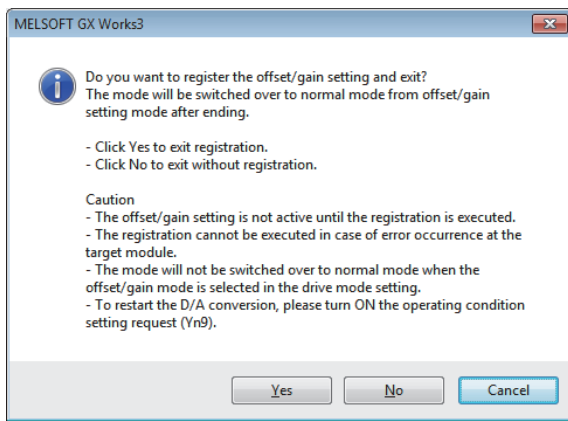 MELSOFT GX Works3
Do you want to register the offset/gain setting and exit?
The mode will be switched over to normal mode from offset/gain
setting mode after ending.
- Click Yes to exit registration.
- Click No to exit without registration.
Caution
- The offset/gain setting is not active until the registration is executed.
- The registration cannot be executed in case of error occurrence at the
target module.
- The mode will not be switched over to normal mode when the
offset/gain mode is selected in the drive mode setting.
- To restart the D/A conversion, please turn ON the operating condition
setting request (Yn9).
Yes
No
Cancel